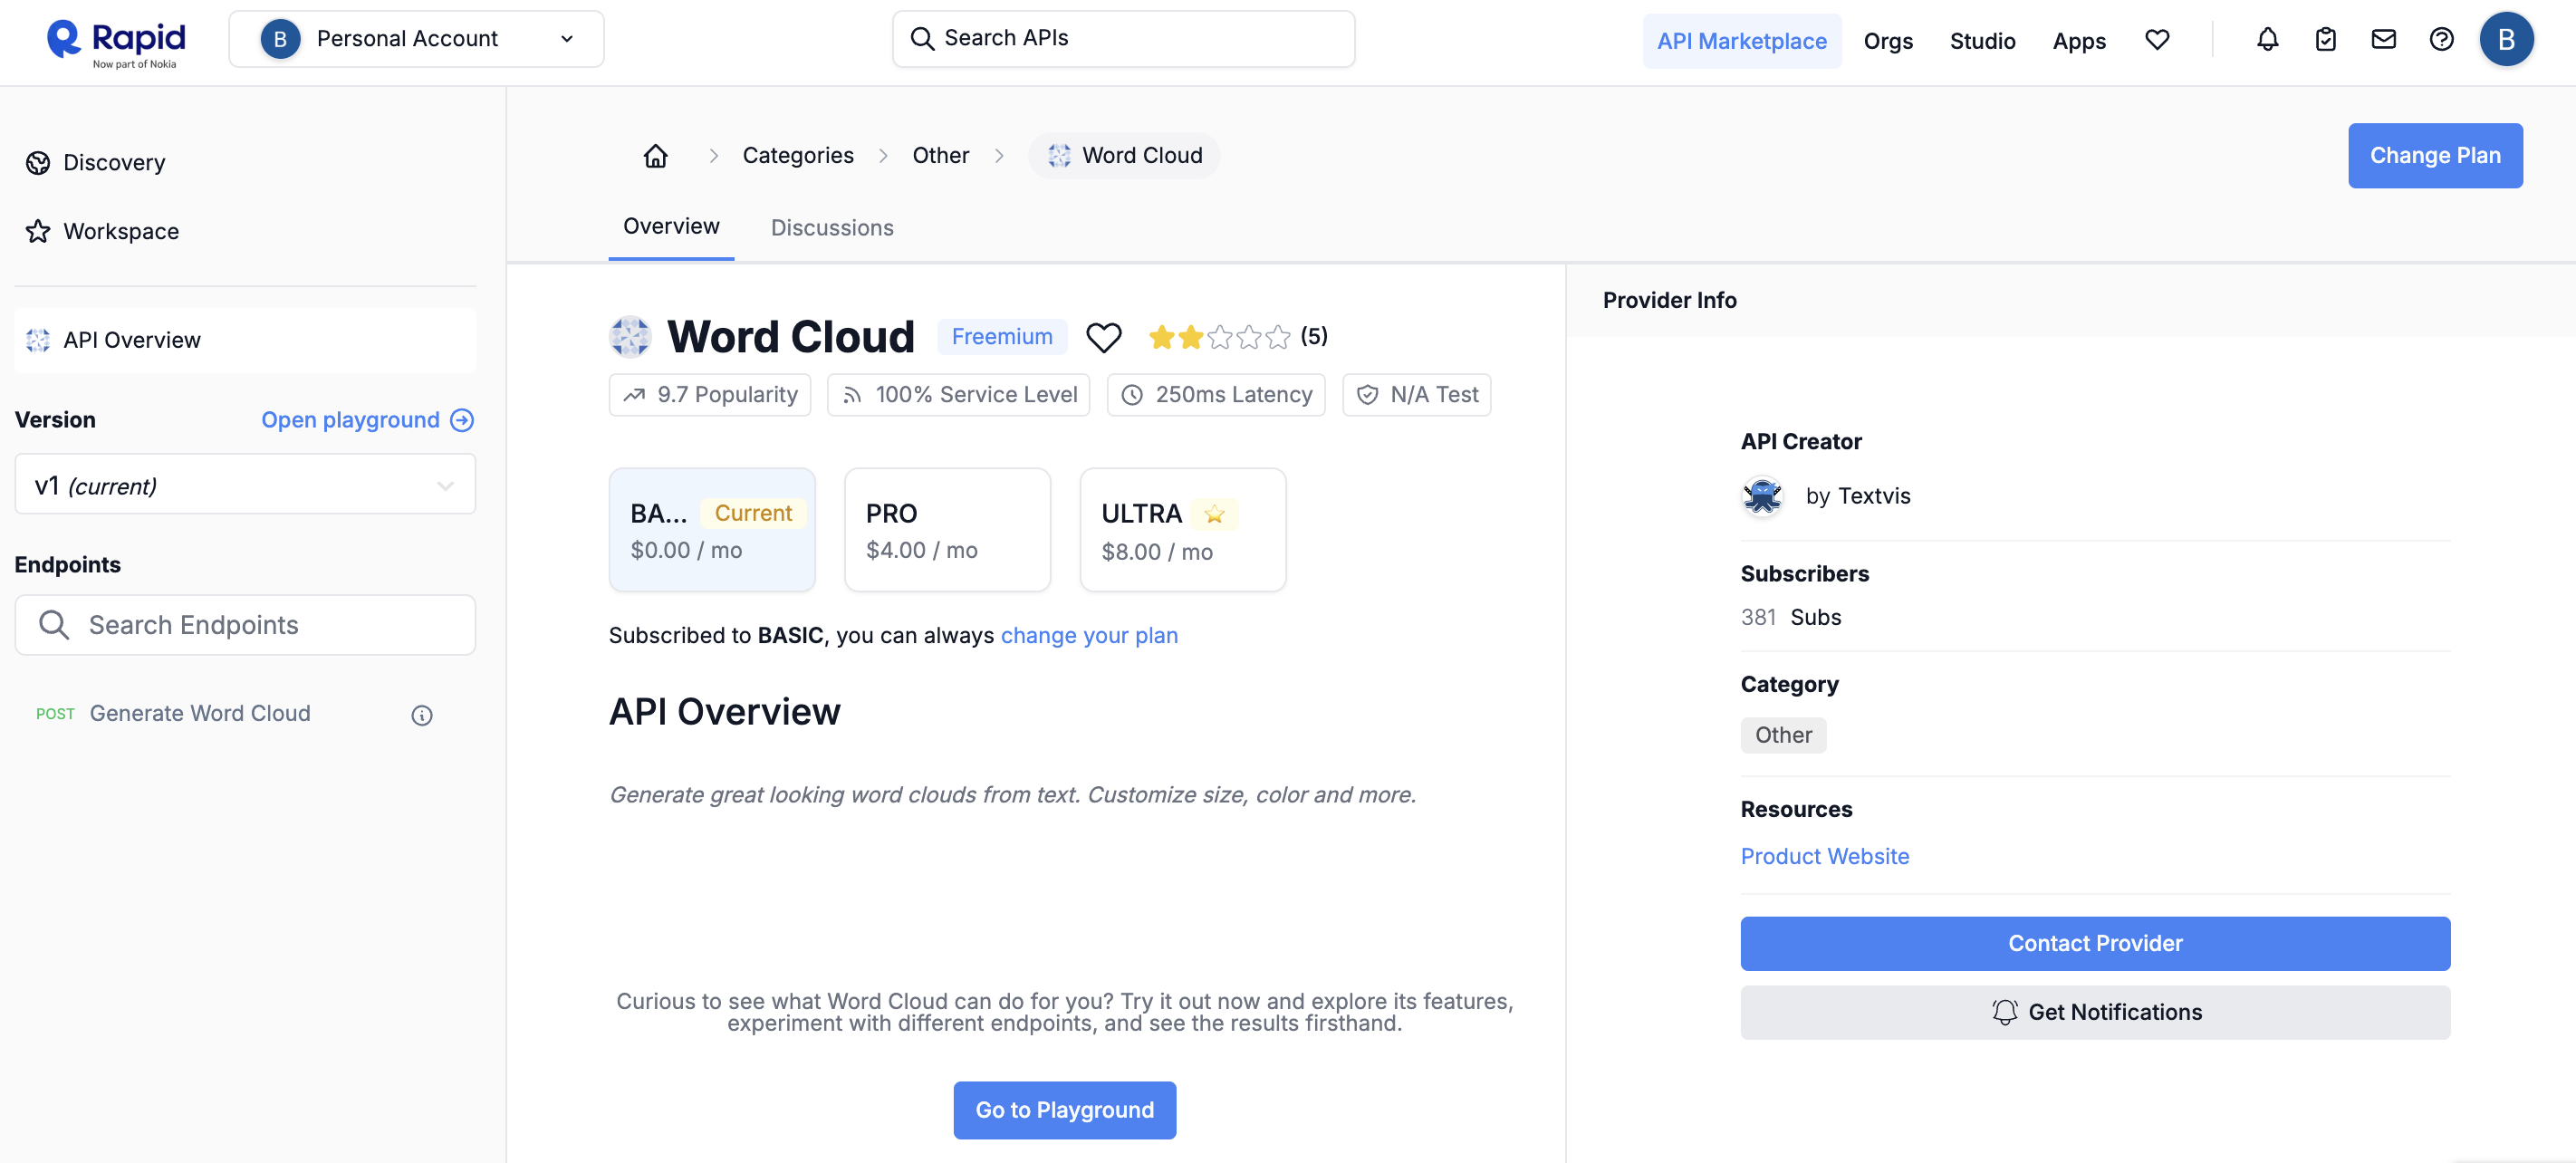 Rapid
Now part of Nokia
B Personal Account
Search APIs
API Marketplace Orgs Studio Apps
B
Discovery
Workspace
API Overview
Version Open playground
v1 (current)
Endpoints
Search Endpoints
POST Generate Word Cloud
Categories Other Word Cloud
Change Plan
Overview Discussions
Word Cloud Freemium (5)
9.7 Popularity 100% Service Level 250ms Latency N/A Test
BA... Current PRO ULTRA
$0.00 / mo $4.00 / mo $8.00 / mo
Subscribed to BASIC, you can always change your plan
API Overview
Generate great looking word clouds from text. Customize size, color and more.
Curious to see what Word Cloud can do for you? Try it out now and explore its features,
experiment with different endpoints, and see the results firsthand.
Go to Playground
Provider Info
API Creator
by Textvis
Subscribers
381 Subs
Category
Other
Resources
Product Website
Contact Provider
Get Notifications